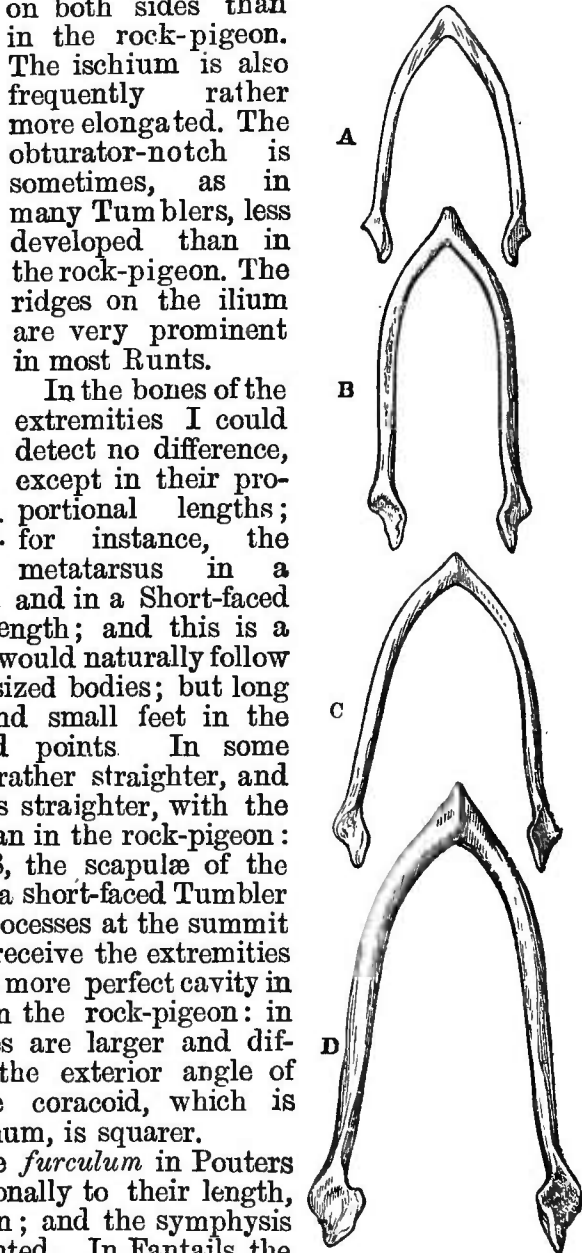 on both sides than
in the rock-pigeon.
The ischium is also
frequently rather
more elongated. The
obturator-notch is
sometimes, as in
many Tumblers, less
developed than in
the rock-pigeon. The
ridges on the ilium
are very prominent
in most Runts.
In the bones of the
extremities I could
detect no difference,
except in their pro-
portional lengths;
for instance, the
metatarsus in a
and in a Short-faced
ength; and this is a
would naturally follow
sized bodies; but long
nd small feet in the
d points. In some
rather straighter, and
s straighter, with the
an in the rock-pigeon:
, the scapulæ of the
a short-faced Tumbler
ocesses at the summit
receive the extremities
more perfect cavity in
n the rock-pigeon: in
s are larger and dif-
the exterior angle of
e coracoid, which is
um, is squarer.
e furculum in Pouters
onally to their length,
n; and the symphysis
nted. In Fantails the
A
B
C
D